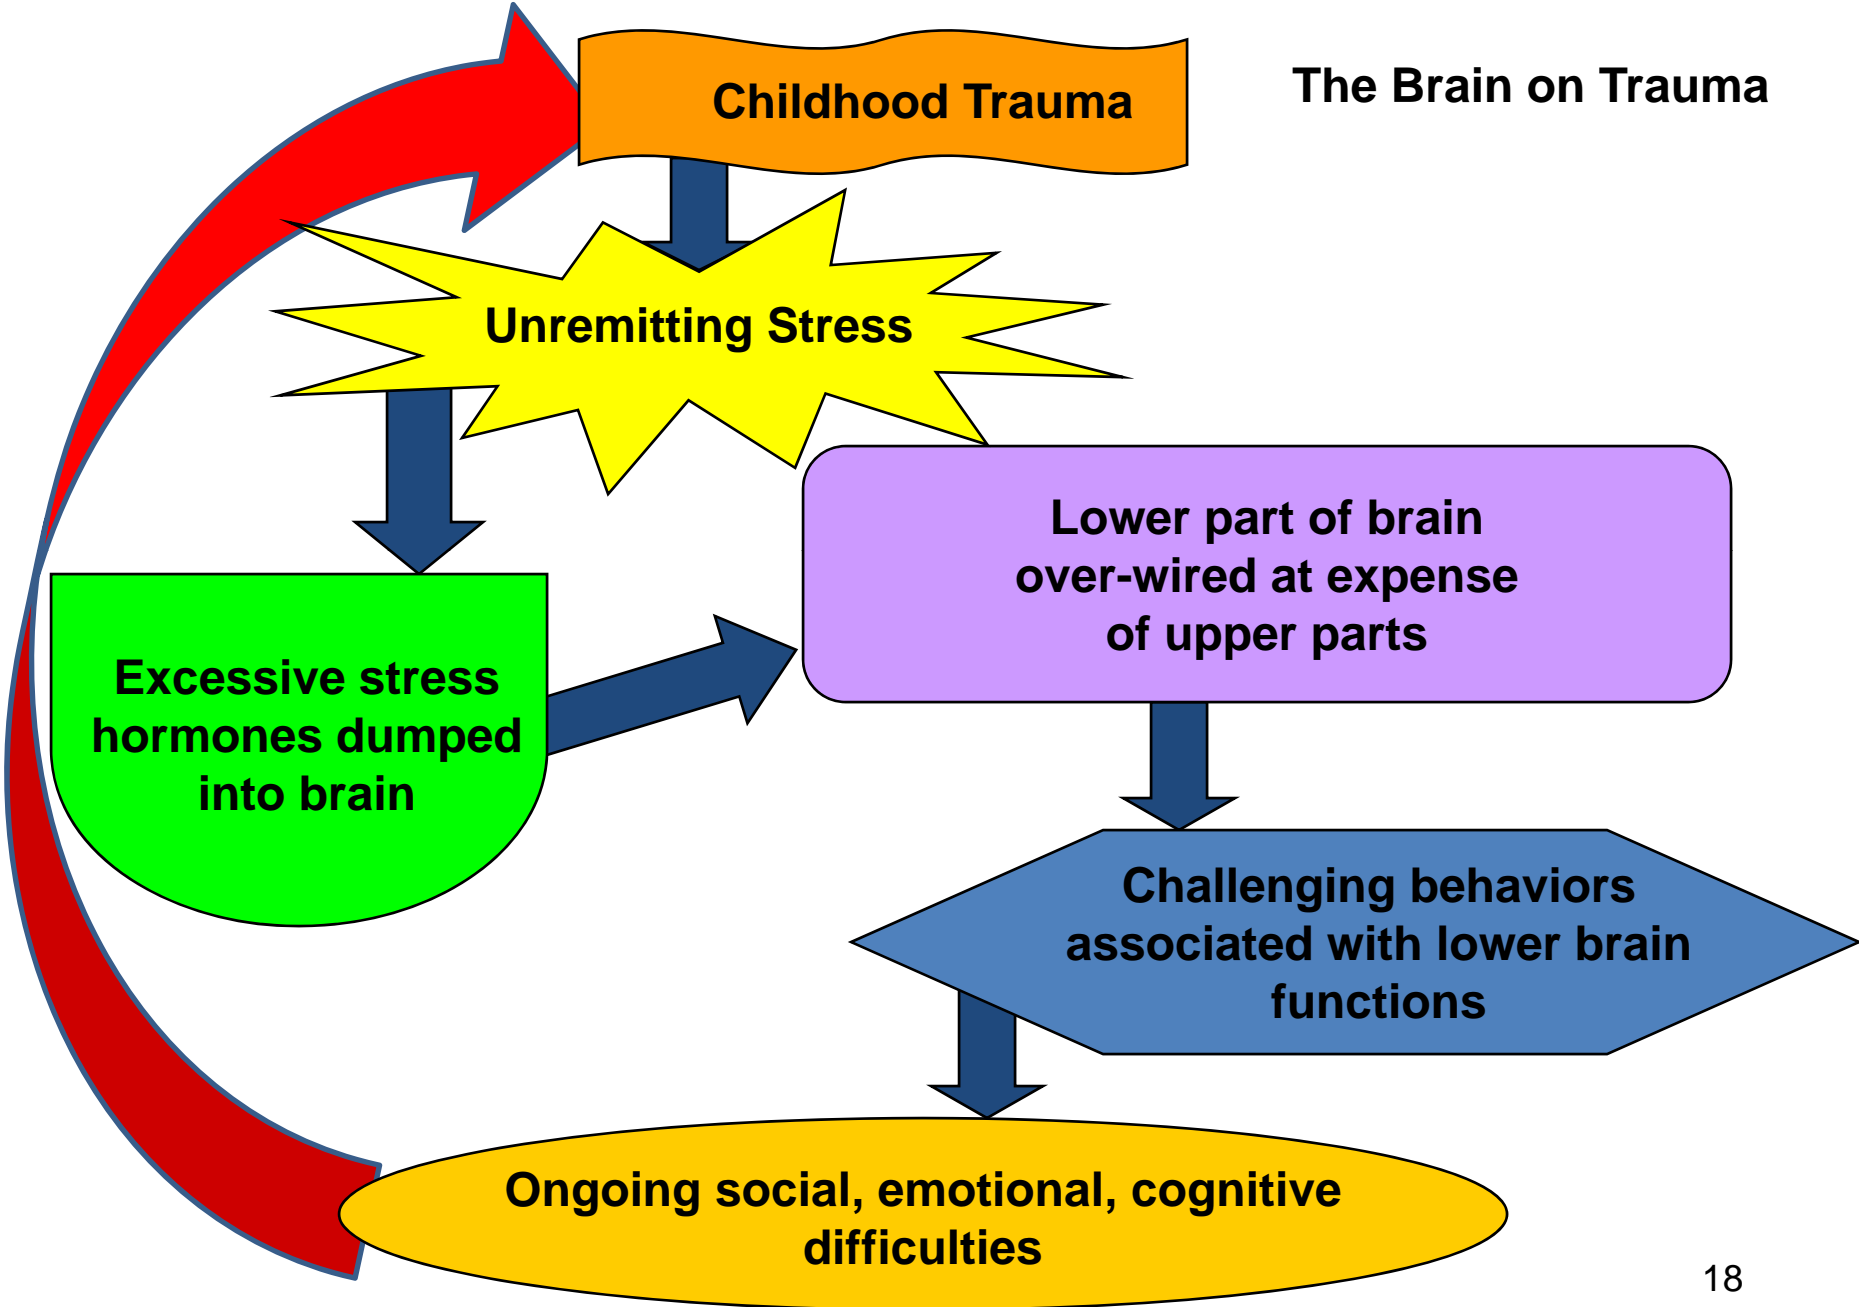 The Brain on Trauma
Childhood Trauma
Unremitting Stress
Lower part of brain
over-wired at expense
of upper parts
Excessive stress
hormones dumped
into brain
Challenging behaviors
associated with lower brain
functions
Ongoing social, emotional, cognitive
difficulties
18